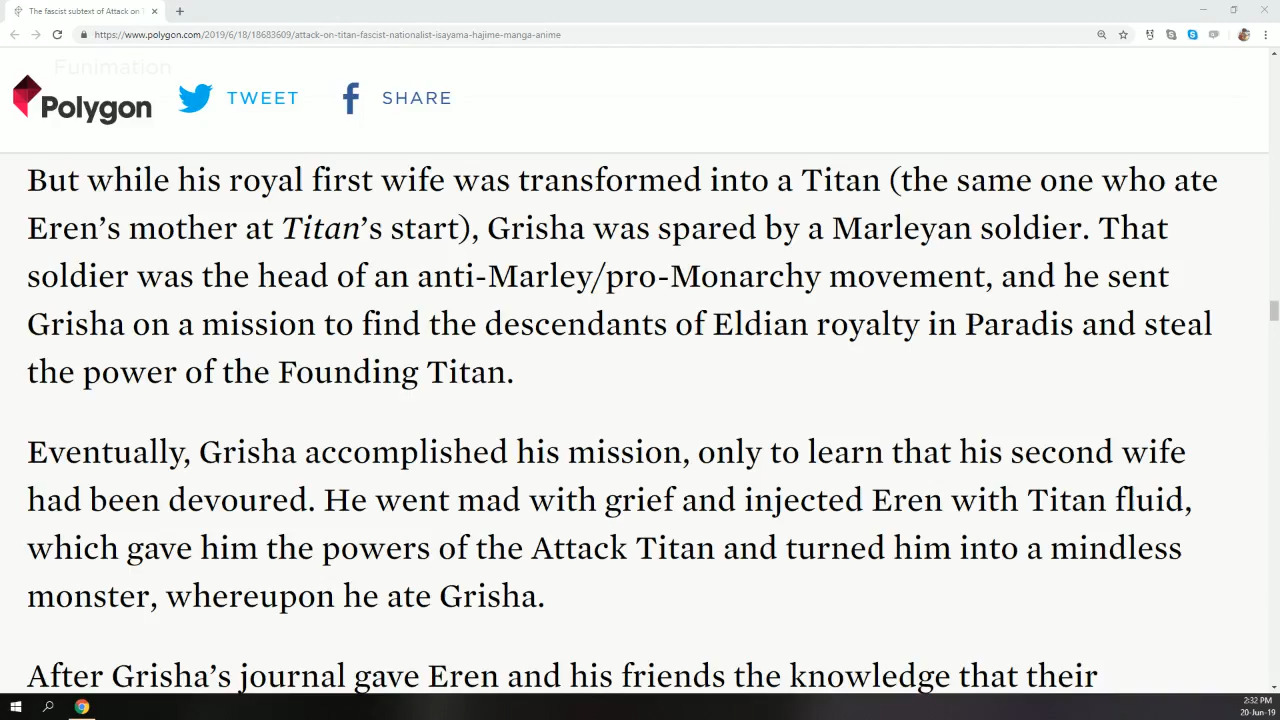 The fascist subtext of Attack on T
https://www.polygon.com/2019/6/18/18683609/attack-on-titan-fascist-nationalist-isayama-hajime-manga-anime
Funimation
Polygon
TWEET
SHARE
But while his royal first wife was transformed into a Titan (the same one who ate
Eren’s mother at Titan’s start), Grisha was spared by a Marleyan soldier. That
soldier was the head of an anti-Marley/pro-Monarchy movement, and he sent
Grisha on a mission to find the descendants of Eldian royalty in Paradis and steal
the power of the Founding Titan.
Eventually, Grisha accomplished his mission, only to learn that his second wife
had been devoured. He went mad with grief and injected Eren with Titan fluid,
which gave him the powers of the Attack Titan and turned him into a mindless
monster, whereupon he ate Grisha.
After Grisha’s journal gave Eren and his friends the knowledge that their
2:32 PM
20-Jun-19